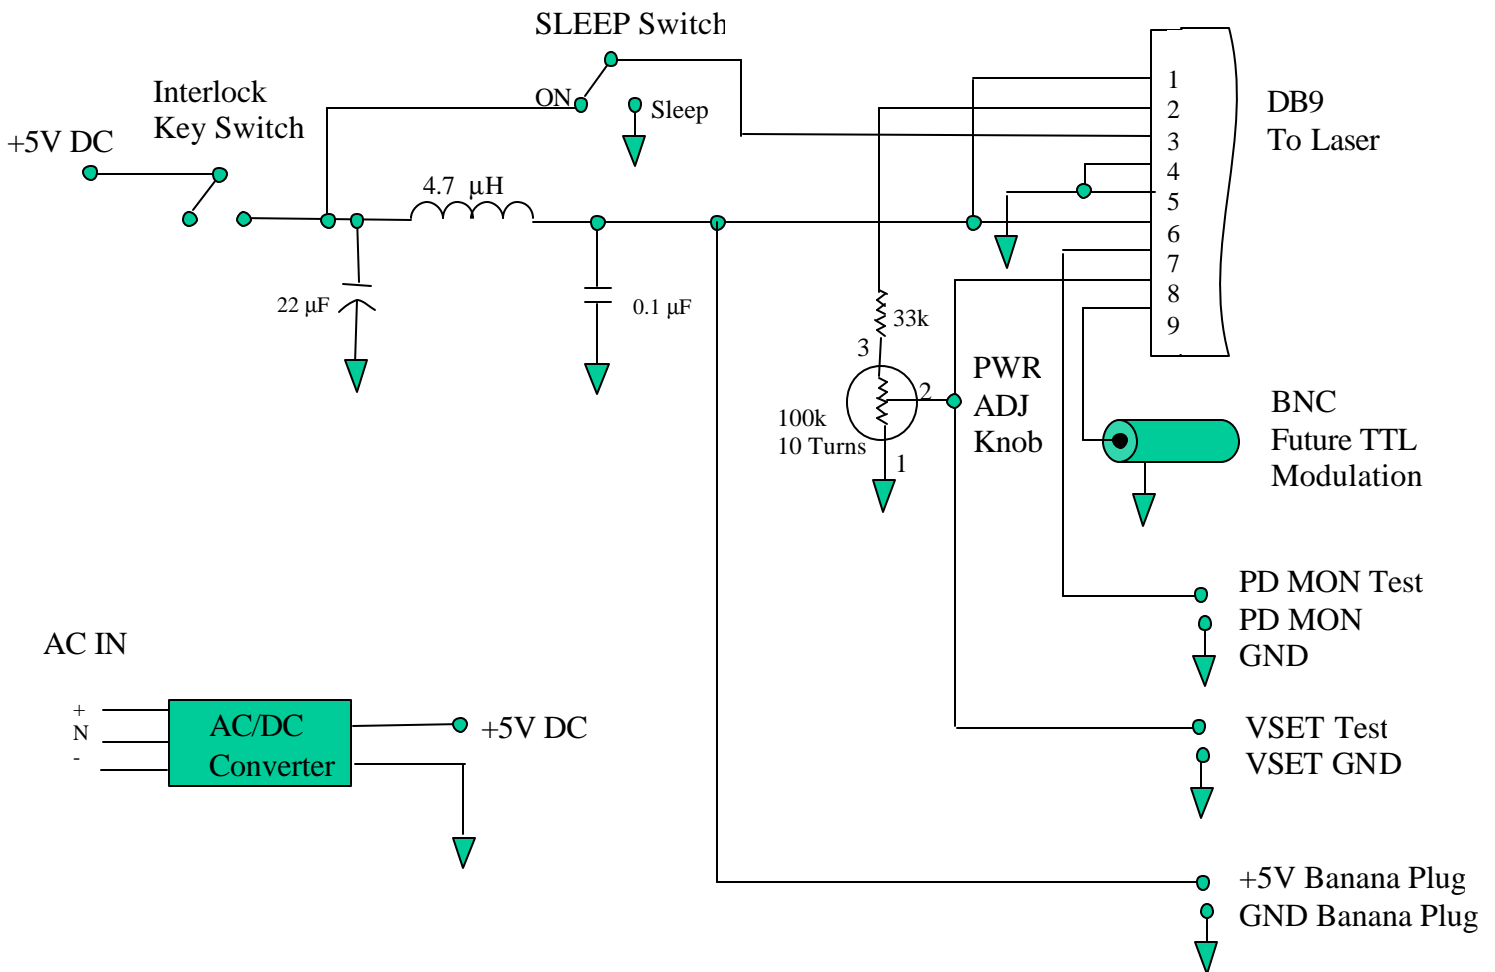 SLEEP Switch
Interlock
Key Switch
+5V DC
ON
Sleep
4.7 μH
22 μF
0.1 μF
1
2
3
4
5
6
7
8
9
DB9
To Laser
33k
3
2
1
100k
10 Turns
PWR
ADJ
Knob
BNC
Future TTL
Modulation
PD MON Test
PD MON
GND
VSET Test
VSET GND
+5V Banana Plug
GND Banana Plug
AC IN
+
N
-
AC/DC
Converter
+5V DC